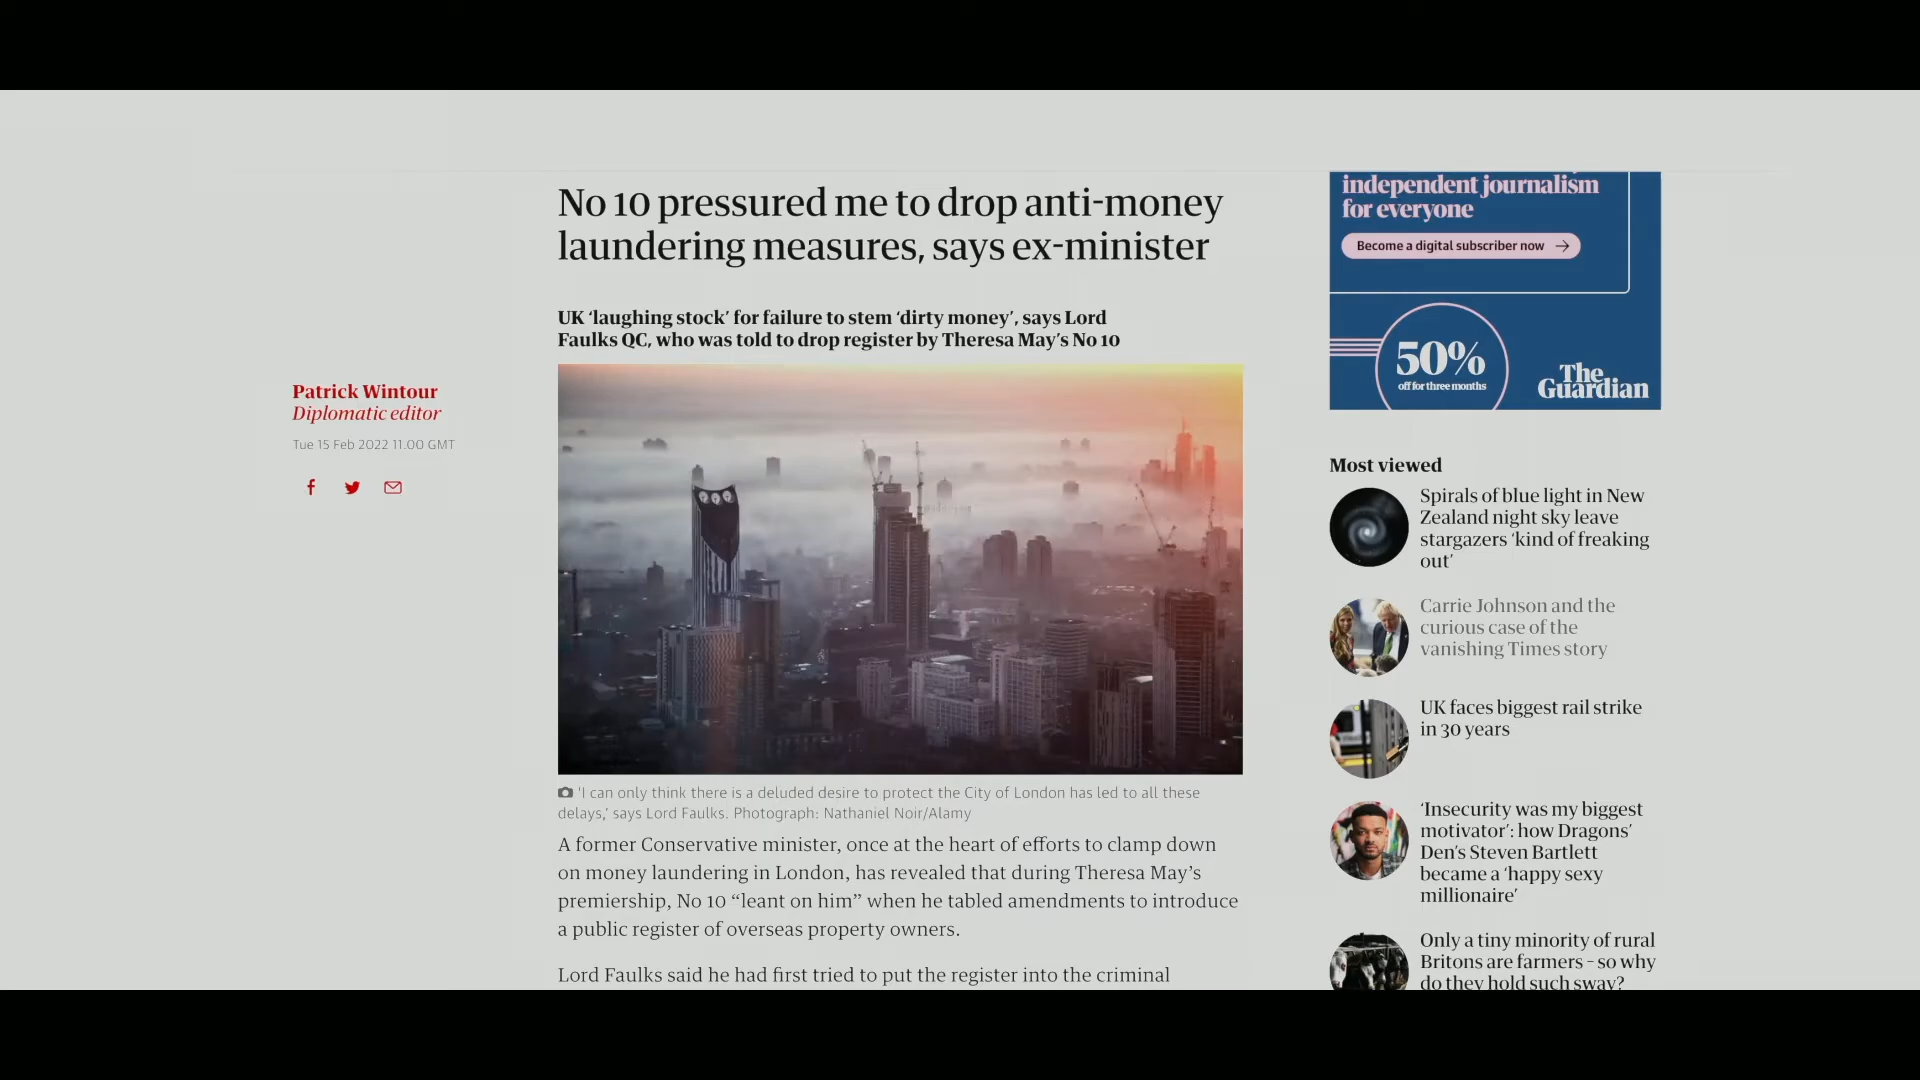 No 10 pressured me to drop anti-money
laundering measures, says ex-minister
UK ‘laughing stock’ for failure to stem ‘dirty money’, says Lord
Faulks QC, who was told to drop register by Theresa May’s No 10
Patrick Wintour
Diplomatic editor
Tue 15 Feb 2022 11.00 GMT
'I can only think there is a deluded desire to protect the City of London has led to all these
delays,' says Lord Faulks. Photograph: Nathaniel Noir/Alamy
A former Conservative minister, once at the heart of efforts to clamp down
on money laundering in London, has revealed that during Theresa May’s
premiership, No 10 “leant on him” when he tabled amendments to introduce
a public register of overseas property owners.
Lord Faulks said he had first tried to put the register into the criminal
independent journalism
for everyone
Become a digital subscriber now
50%
off for three months
The
Guardian
Most viewed
Spirals of blue light in New
Zealand night sky leave
stargazers ‘kind of freaking
out’
Carrie Johnson and the
curious case of the
vanishing Times story
UK faces biggest rail strike
in 30 years
‘Insecurity was my biggest
motivator’: how Dragons’
Den’s Steven Bartlett
became a ‘happy sexy
millionaire’
Only a tiny minority of rural
Britons are farmers – so why
do they hold such sway?